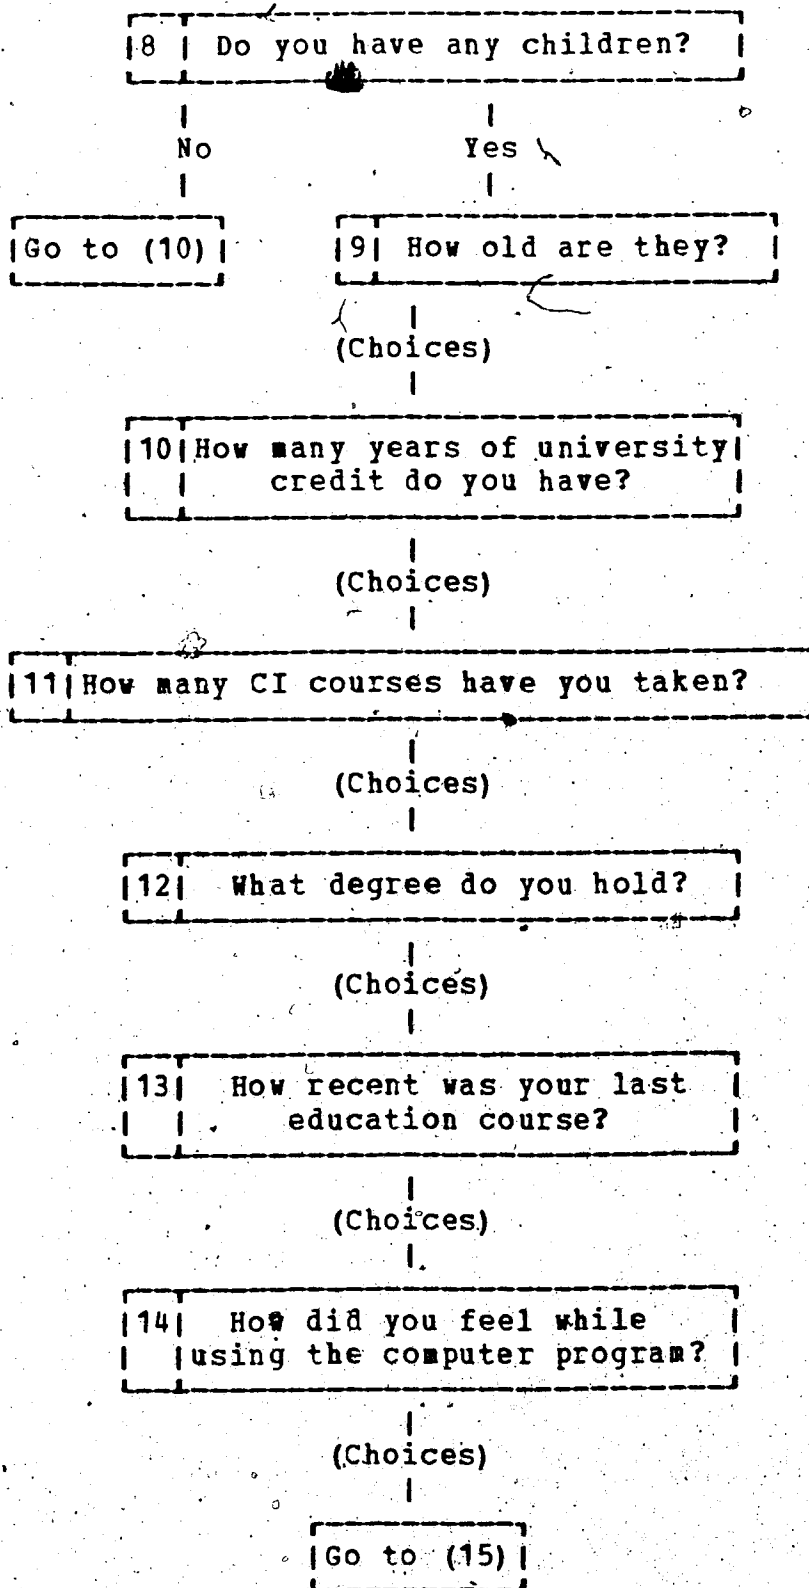 8 Do you have any children?
No Yes
Go to (10) 9 How old are they?
(Choices)
10 How many years of university
credit do you have?
(Choices)
11 How many CI courses have you taken?
(Choices)
12 What degree do you hold?
(Choices)
13 How recent was your last
education course?
(Choices)
14 How did you feel while
using the computer program?
(Choices)
Go to (15)